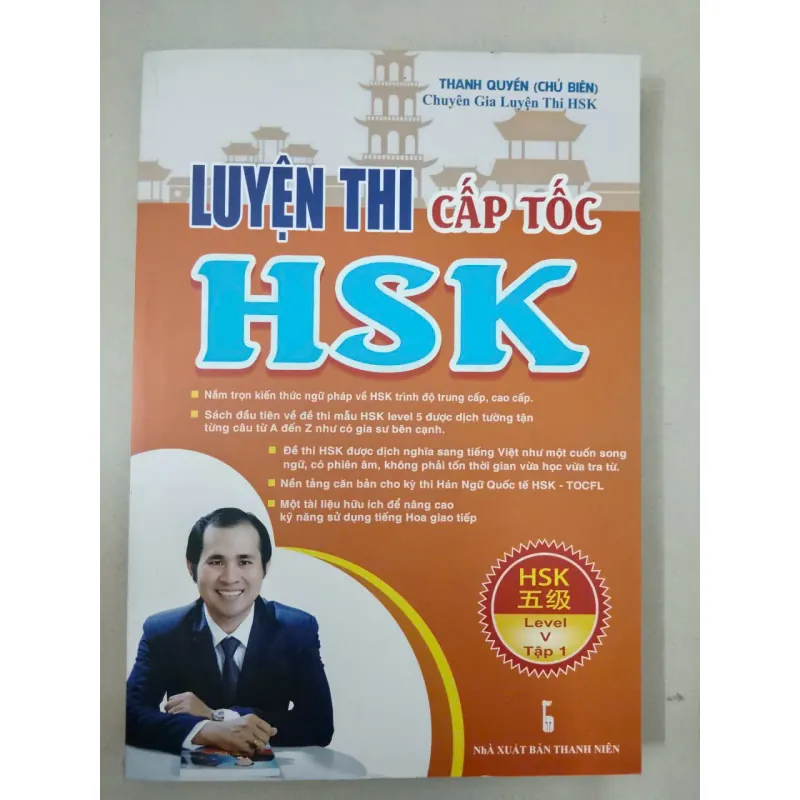 THANH QUYỀN (CHỦ BIÊN)
Chuyên Gia Luyện Thi HSK
LUYỆN THI CẤP TỐC
HSK
Nắm trọn kiến thức ngữ pháp về HSK trình độ trung cấp, cao cấp.
Sách đầu tiên về đề thi mẫu HSK level 5 được dịch tường tận
từng câu từ A đến Z như có gia sư bên cạnh.
Đề thi HSK được dịch nghĩa sang tiếng Việt như một cuốn song
ngữ, có phiên âm, không phải tốn thời gian vừa học vừa tra từ.
Nền tảng căn bản cho kỳ thi Hán Ngữ Quốc tế HSK - TOCFL
Một tài liệu hữu ích để nâng cao
kỹ năng sử dụng tiếng Hoa giao tiếp
HSK
五级
Level
V
Tập 1
NHÀ XUẤT BẢN THANH NIÊN